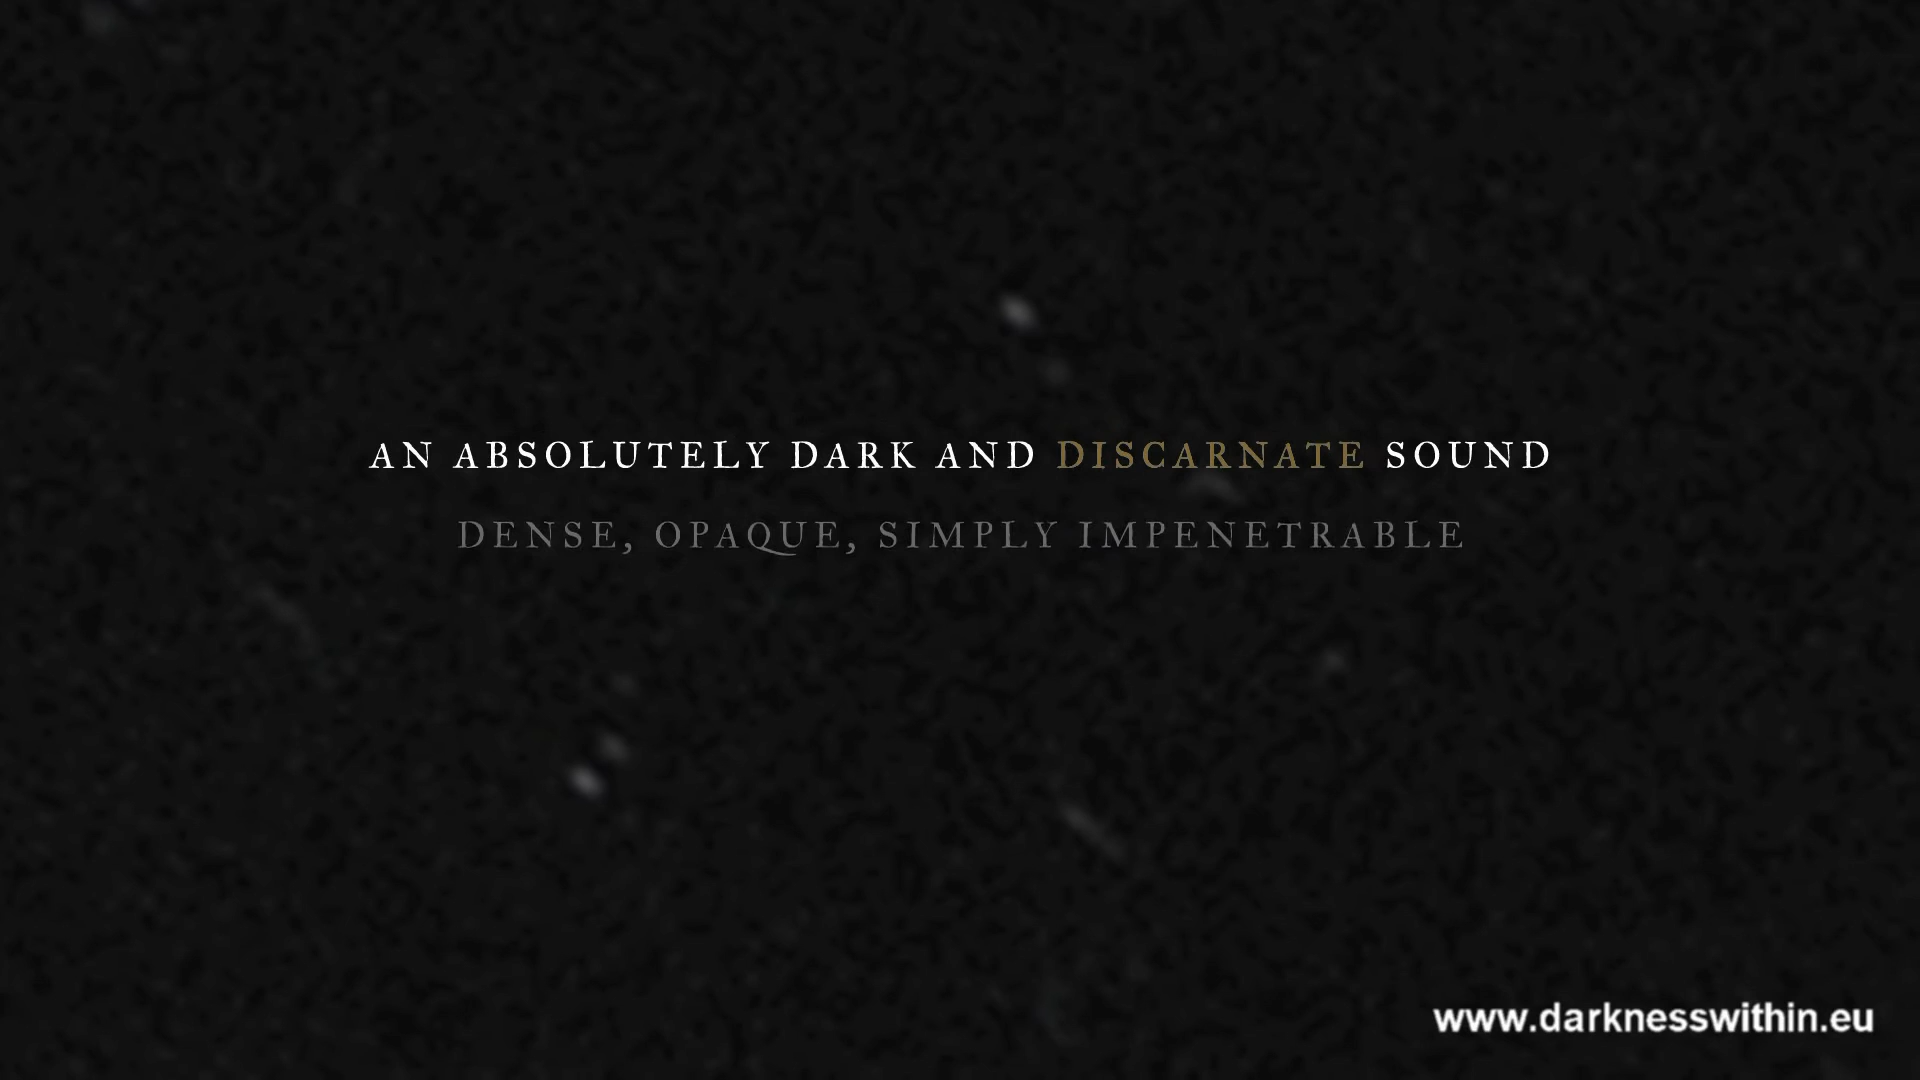 AN ABSOLUTELY DARK AND DISCARNATE SOUND
DENSE, OPAQUE, SIMPLY IMPENETRABLE
www.darknesswithin.eu